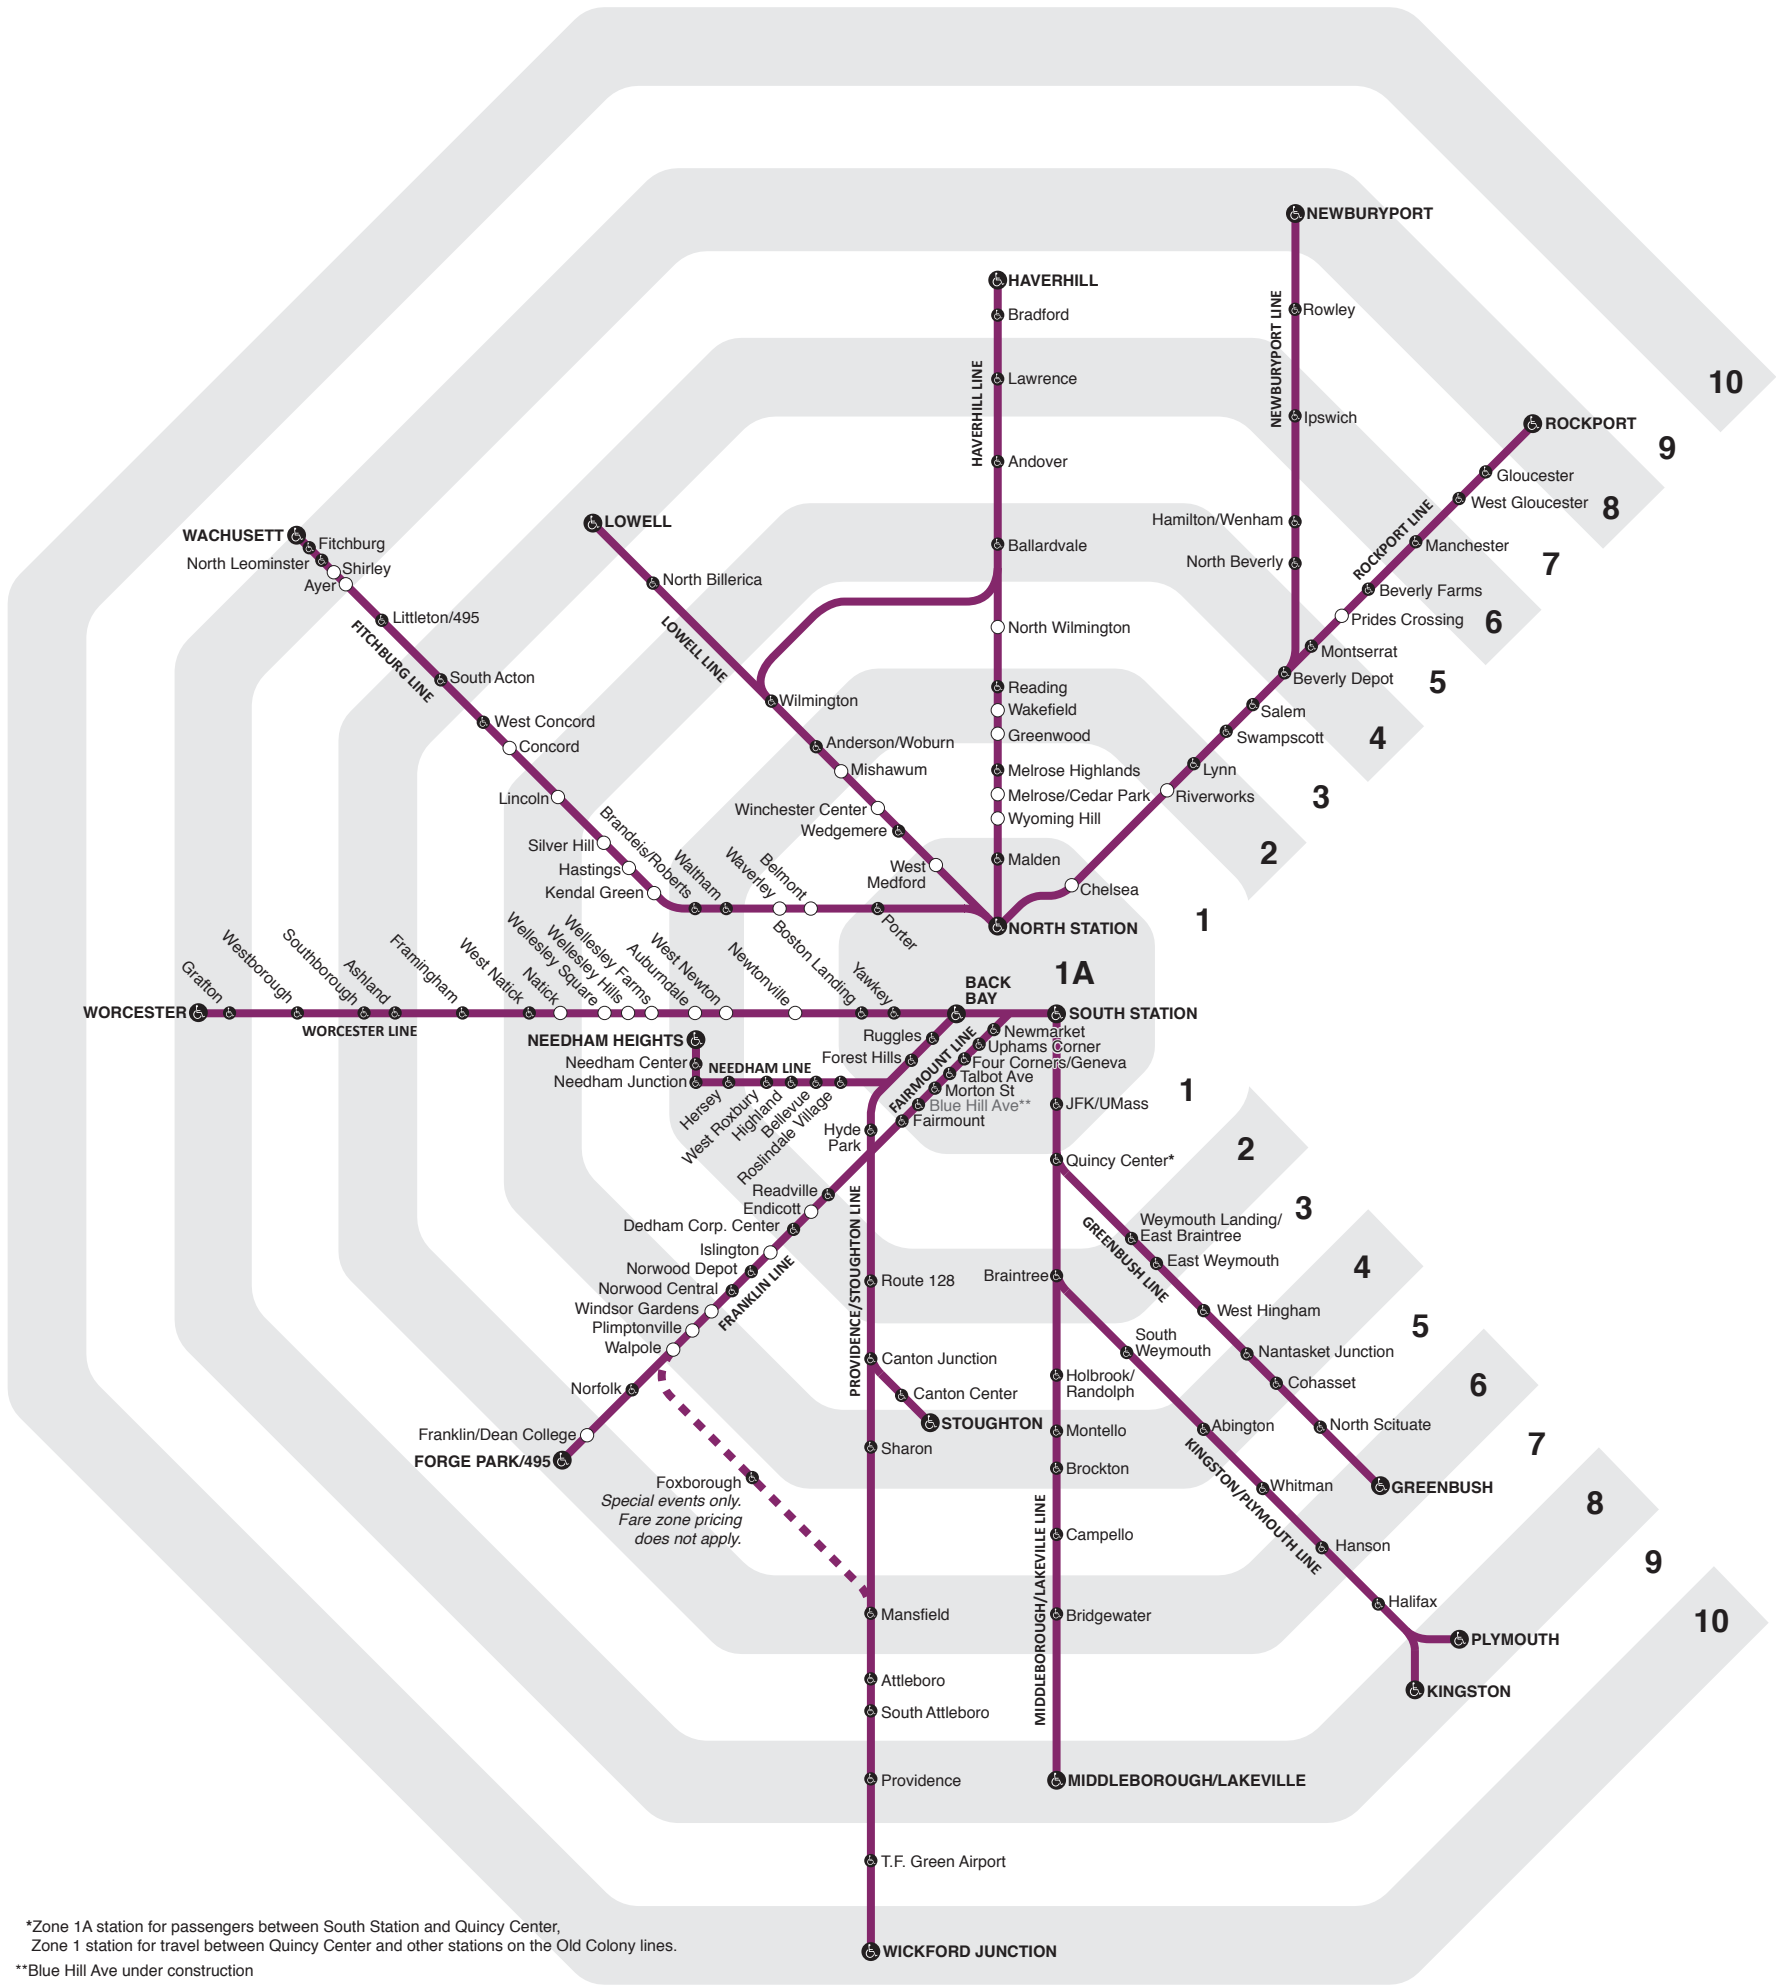 10
9
8
7
6
5
4
3
2
1
1A
NEWBURYPORT
Rowley
Ipswich
Hamilton/Wenham
North Beverly
NEWBURYPORT LINE
HAVERHILL
Bradford
Lawrence
Andover
Ballardvale
North Wilmington
Reading
Wakefield
Greenwood
Melrose Highlands
Melrose/Cedar Park
Wyoming Hill
Malden
HAVERHILL LINE
ROCKPORT
Gloucester
West Gloucester
Manchester
Beverly Farms
Prides Crossing
Montserrat
Beverly Depot
Salem
Swampscott
Lynn
Riverworks
Chelsea
ROCKPORT LINE
LOWELL
North Billerica
Wilmington
Anderson/Woburn
Mishawum
Winchester Center
Wedgemere
West
Medford
LOWELL LINE
NORTH STATION
WACHUSETT
Fitchburg
North Leominster
Shirley
Ayer
Littleton/495
South Acton
West Concord
Concord
Lincoln
Silver Hill
Hastings
Kendal Green
Brandeis/Roberts
Waltham
Waverley
Belmont
Porter
FITCHBURG LINE
WORCESTER
Grafton
Westborough
Southborough
Ashland
Framingham
West Natick
Natick
Wellesley Square
Wellesley Hills
Wellesley Farms
Auburndale
West Newton
Newtonville
Boston Landing
Yawkey
WORCESTER LINE
BACK
BAY
SOUTH STATION
NEEDHAM HEIGHTS
Needham Center
Needham Junction
NEEDHAM LINE
Hersey
West Roxbury
Highland
Bellevue
Roslindale Village
Ruggles
Forest Hills
Hyde
Park
FAIRMOUNT LINE
Newmarket
Uphams Corner
Four Corners/Geneva
Talbot Ave
Morton St
Blue Hill Ave**
Fairmount
Readville
Endicott
Dedham Corp. Center
Islington
Norwood Depot
Norwood Central
Windsor Gardens
Plimptonville
Walpole
Norfolk
Franklin/Dean College
FORGE PARK/495
FRANKLIN LINE
Foxborough
Special events only.
Fare zone pricing
does not apply.
PROVIDENCE/STOUGHTON LINE
Route 128
Canton Junction
Canton Center
STOUGHTON
Sharon
Mansfield
Attleboro
South Attleboro
Providence
T.F. Green Airport
WICKFORD JUNCTION
JFK/UMass
Quincy Center*
Braintree
Holbrook/
Randolph
Montello
Brockton
Campello
Bridgewater
MIDDLEBOROUGH/LAKEVILLE
MIDDLEBOROUGH/LAKEVILLE LINE
Weymouth Landing/
East Braintree
East Weymouth
West Hingham
Nantasket Junction
Cohasset
North Scituate
GREENBUSH
GREENBUSH LINE
South
Weymouth
Abington
Whitman
Hanson
Halifax
PLYMOUTH
KINGSTON
KINGSTON/PLYMOUTH LINE
1
2
3
4
5
6
7
8
9
10
*Zone 1A station for passengers between South Station and Quincy Center,
Zone 1 station for travel between Quincy Center and other stations on the Old Colony lines.
**Blue Hill Ave under construction